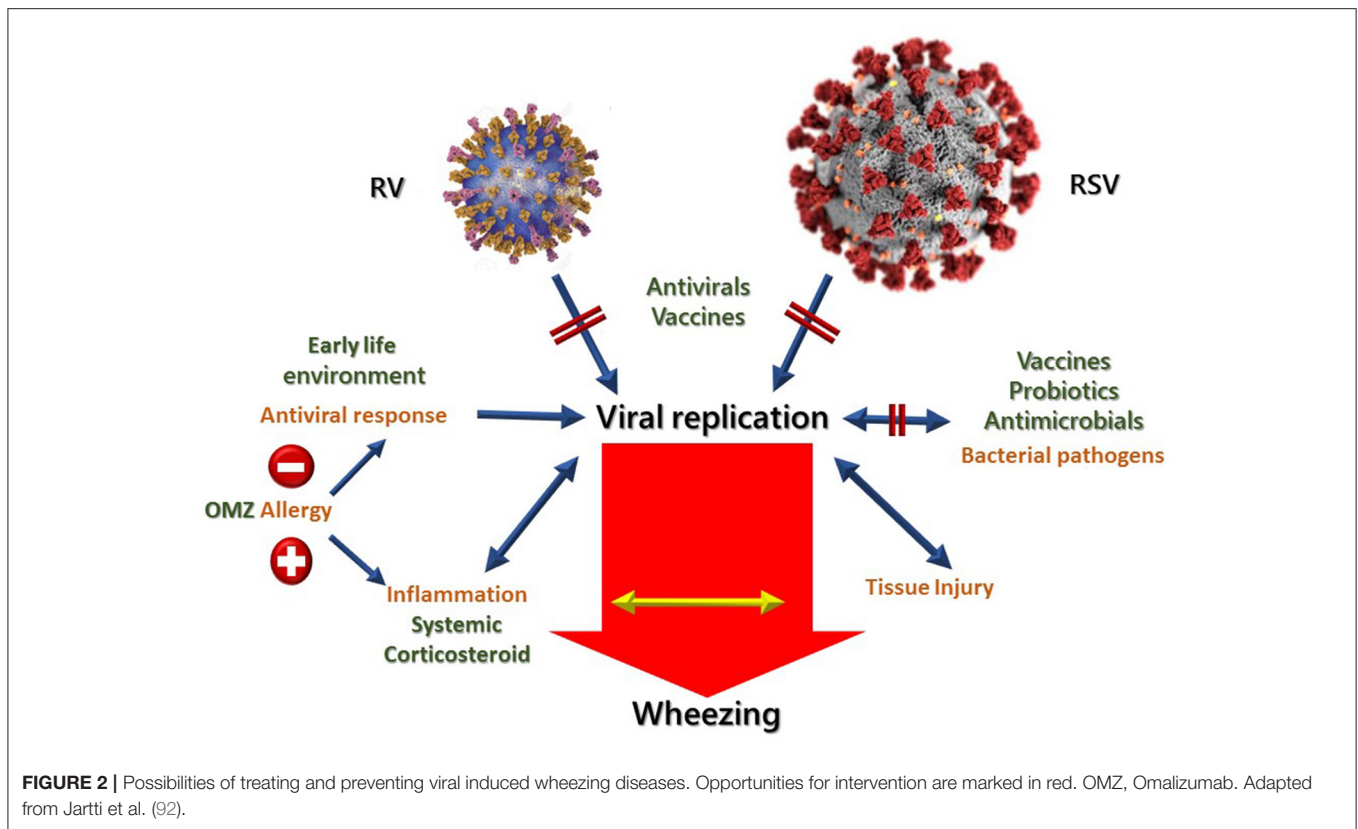 RV
RSV
Antivirals
Vaccines
Early life
environment
Antiviral response
Viral replication
Vaccines
Probiotics
Antimicrobials
Bacterial pathogens
OMZ Allergy
Inflammation
Systemic
Corticosteroid
Tissue Injury
Wheezing
FIGURE 2 | Possibilities of treating and preventing viral induced wheezing diseases. Opportunities for intervention are marked in red. OMZ, Omalizumab. Adapted
from Jartti et al. (92).